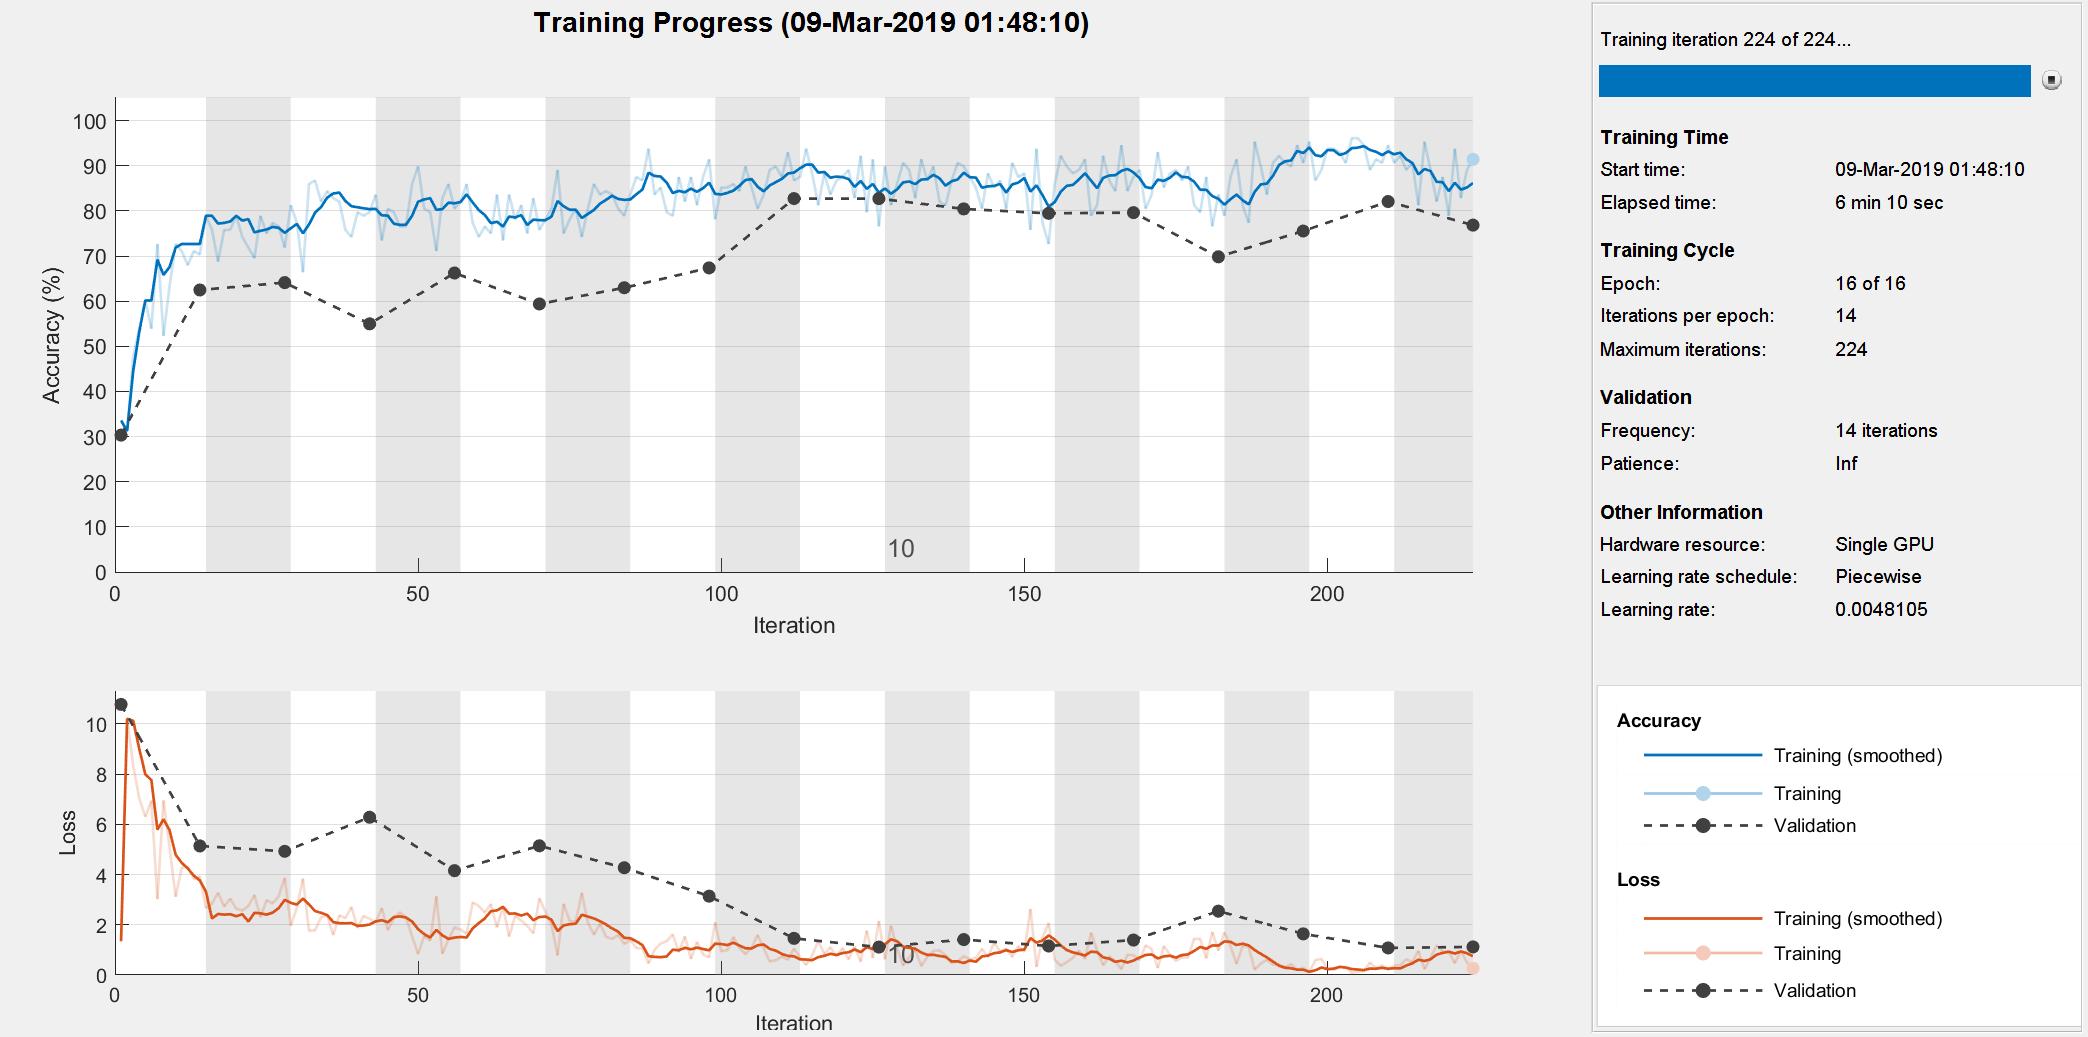 Training Progress (09-Mar-2019 01:48:10)
100
90
80
70
60
50
40
30
20
10
0
Accuracy (%)
10
0
50
100
150
200
Iteration
10
8
6
4
2
0
Loss
10
0
50
100
150
200
Iteration
Training iteration 224 of 224...
Training Time
Start time: 09-Mar-2019 01:48:10
Elapsed time: 6 min 10 sec
Training Cycle
Epoch: 16 of 16
Iterations per epoch: 14
Maximum iterations: 224
Validation
Frequency: 14 iterations
Patience: Inf
Other Information
Hardware resource: Single GPU
Learning rate schedule: Piecewise
Learning rate: 0.0048105
Accuracy
Training (smoothed)
Training
Validation
Loss
Training (smoothed)
Training
Validation